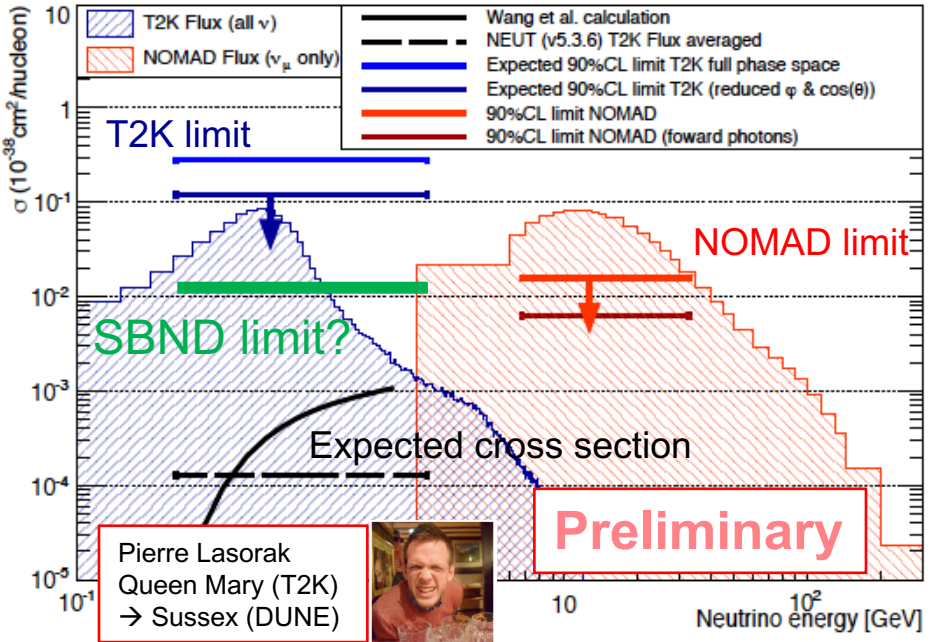 10
1
10⁻¹
10⁻²
10⁻³
10⁻⁴
10⁻⁵
σ (10⁻³⁸cm²/nucleon)
T2K Flux (all ν)
NOMAD Flux (νμ only)
Wang et al. calculation
NEUT (v5.3.6) T2K Flux averaged
Expected 90%CL limit T2K full phase space
Expected 90%CL limit T2K (reduced φ & cos(θ))
90%CL limit NOMAD
90%CL limit NOMAD (foward photons)
T2K limit
NOMAD limit
SBND limit?
Expected cross section
Preliminary
Pierre Lasorak
Queen Mary (T2K)
→ Sussex (DUNE)
10⁻¹
10
10²
Neutrino energy [GeV]